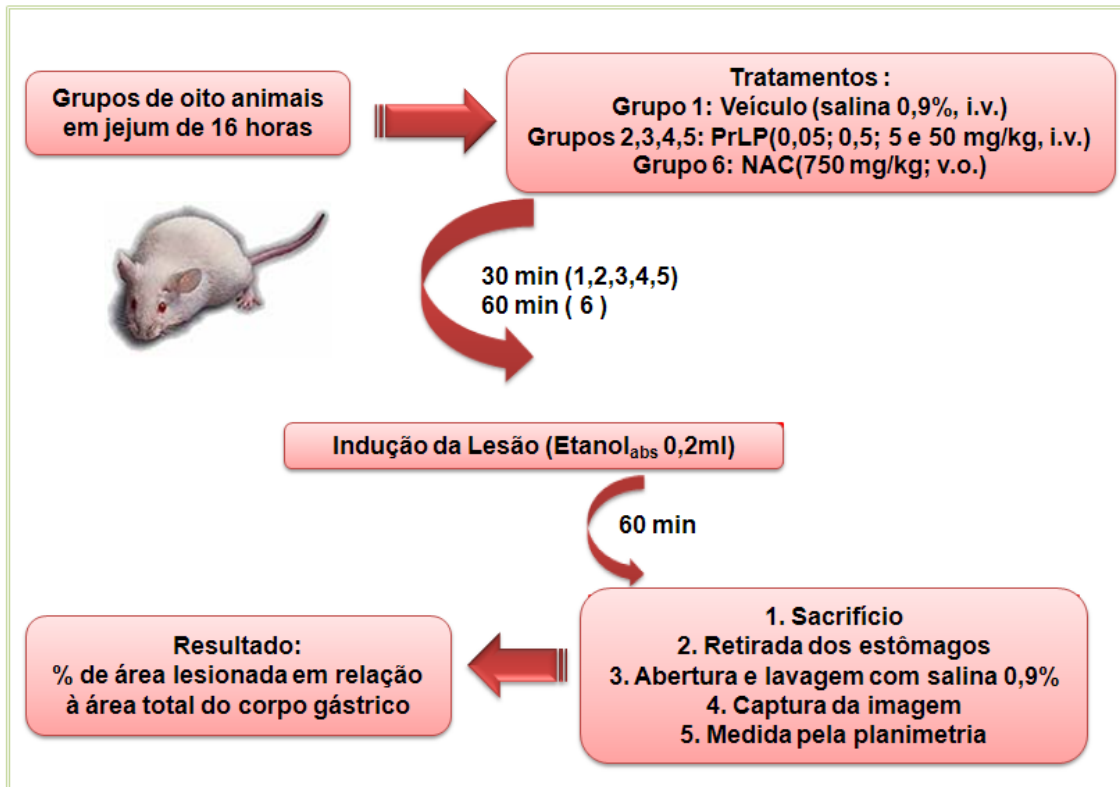 Grupos de oito animais
em jejum de 16 horas
Tratamentos :
Grupo 1: Veículo (salina 0,9%, i.v.)
Grupos 2,3,4,5: PrLP(0,05; 0,5; 5 e 50 mg/kg, i.v.)
Grupo 6: NAC(750 mg/kg; v.o.)
30 min (1,2,3,4,5)
60 min ( 6 )
Indução da Lesão (Etanolabs 0,2ml)
60 min
1. Sacrifício
2. Retirada dos estômagos
3. Abertura e lavagem com salina 0,9%
4. Captura da imagem
5. Medida pela planimetria
Resultado:
% de área lesionada em relação
à área total do corpo gástrico